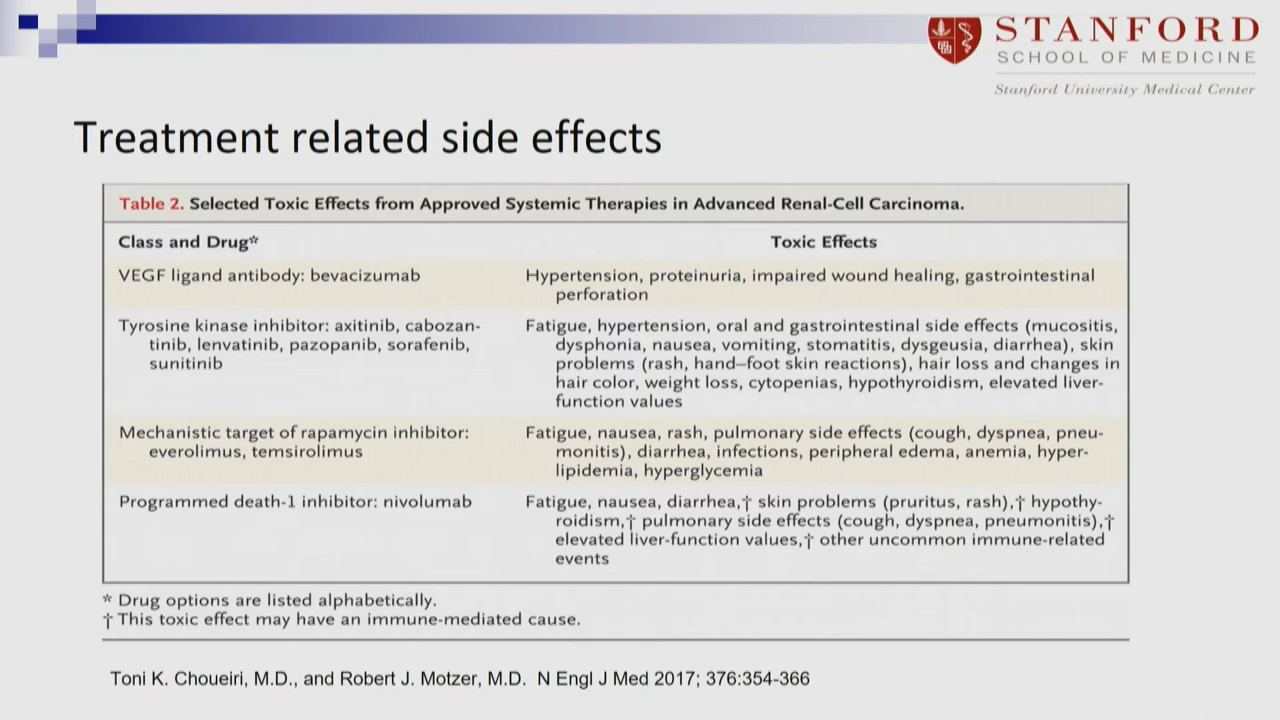 STANFORD
SCHOOL OF MEDICINE
Stanford University Medical Center
Treatment related side effects
Table 2. Selected Toxic Effects from Approved Systemic Therapies in Advanced Renal-Cell Carcinoma.
Class and Drug* Toxic Effects
VEGF ligand antibody: bevacizumab
Hypertension, proteinuria, impaired wound healing, gastrointestinal
perforation
Tyrosine kinase inhibitor: axitinib, cabozan-
tinib, lenvatinib, pazopanib, sorafenib,
sunitinib
Fatigue, hypertension, oral and gastrointestinal side effects (mucositis,
dysphonia, nausea, vomiting, stomatitis, dysgeusia, diarrhea), skin
problems (rash, hand–foot skin reactions), hair loss and changes in
hair color, weight loss, cytopenias, hypothyroidism, elevated liver-
function values
Mechanistic target of rapamycin inhibitor:
everolimus, temsirolimus
Fatigue, nausea, rash, pulmonary side effects (cough, dyspnea, pneu-
monitis), diarrhea, infections, peripheral edema, anemia, hyper-
lipidemia, hyperglycemia
Programmed death-1 inhibitor: nivolumab
Fatigue, nausea, diarrhea,† skin problems (pruritus, rash),† hypothy-
roidism,† pulmonary side effects (cough, dyspnea, pneumonitis),†
elevated liver-function values,† other uncommon immune-related
events
* Drug options are listed alphabetically.
† This toxic effect may have an immune-mediated cause.
Toni K. Choueiri, M.D., and Robert J. Motzer, M.D. N Engl J Med 2017; 376:354-366